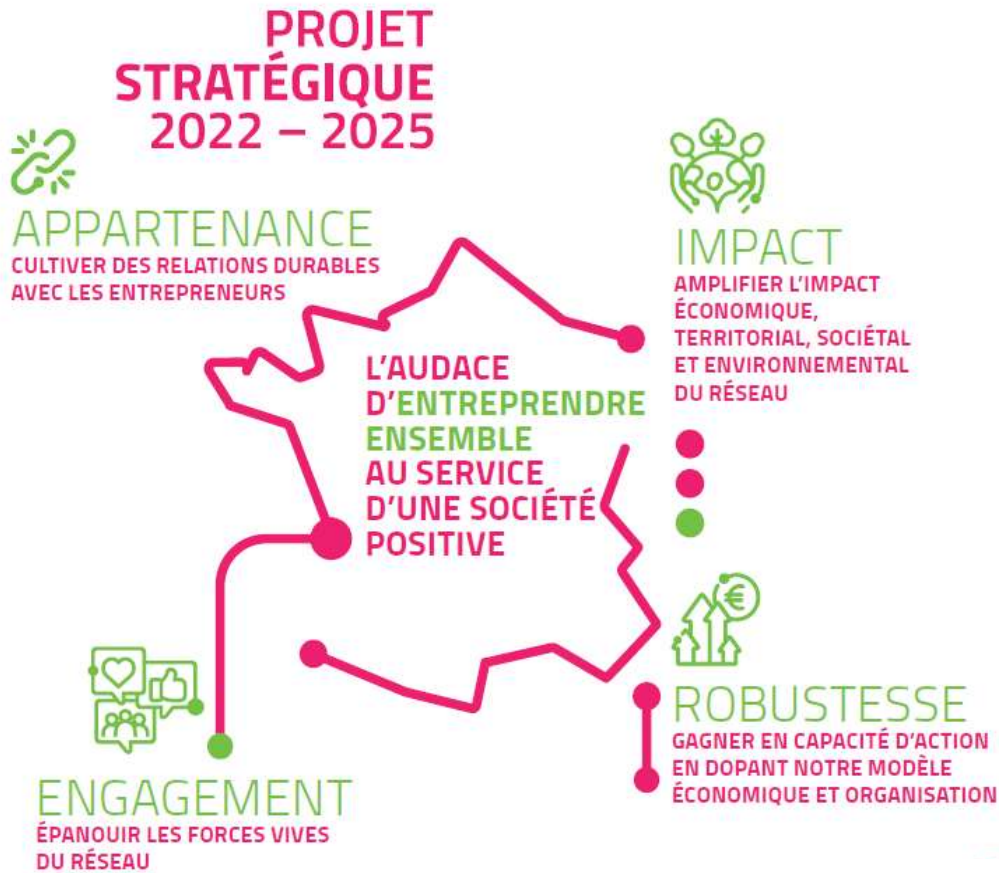 PROJET
STRATÉGIQUE
2022 – 2025
APPARTENANCE
CULTIVER DES RELATIONS DURABLES
AVEC LES ENTREPRENEURS
IMPACT
AMPLIFIER L'IMPACT
ÉCONOMIQUE,
TERRITORIAL, SOCIÉTAL
ET ENVIRONNEMENTAL
DU RÉSEAU
L'AUDACE
D'ENTREPRENDRE
ENSEMBLE
AU SERVICE
D'UNE SOCIÉTÉ
POSITIVE
€
ROBUSTESSE
GAGNER EN CAPACITÉ D'ACTION
EN DOPANT NOTRE MODÈLE
ÉCONOMIQUE ET ORGANISATION
ENGAGEMENT
ÉPANOUIR LES FORCES VIVES
DU RÉSEAU